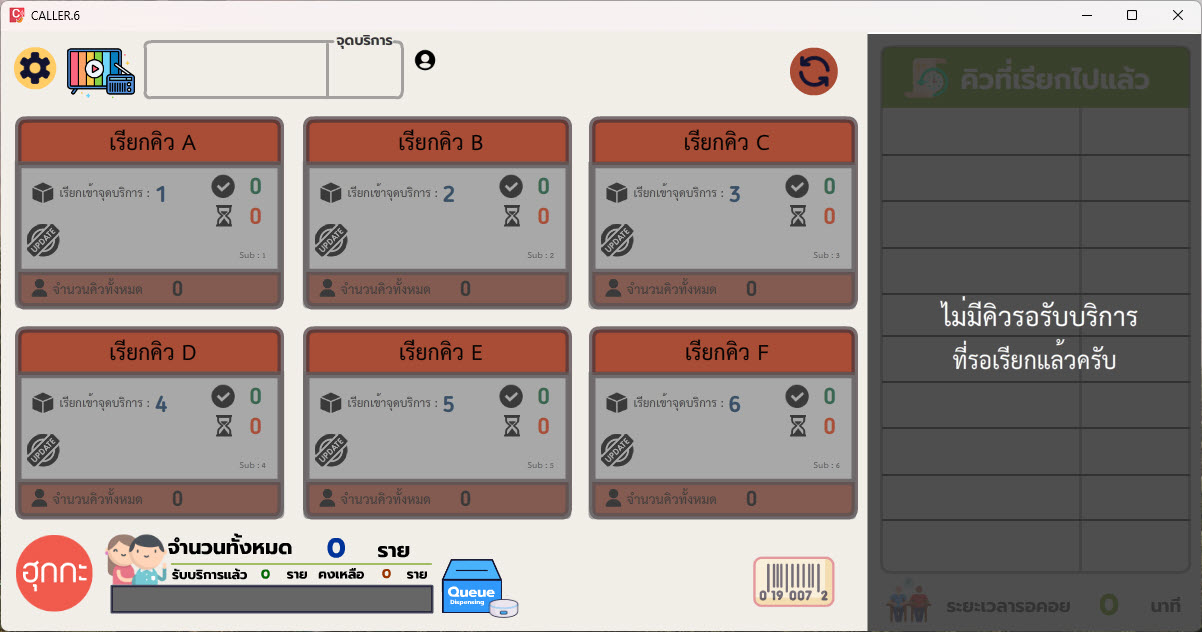 CALLER.6
จุดบริการ
เรียกคิว A
เรียกเข้าจุดบริการ : 1
0
0
UPDATE
Sub : 1
จำนวนคิวทั้งหมด 0
เรียกคิว B
เรียกเข้าจุดบริการ : 2
0
0
UPDATE
Sub : 2
จำนวนคิวทั้งหมด 0
เรียกคิว C
เรียกเข้าจุดบริการ : 3
0
0
UPDATE
Sub : 3
จำนวนคิวทั้งหมด 0
เรียกคิว D
เรียกเข้าจุดบริการ : 4
0
0
UPDATE
Sub : 4
จำนวนคิวทั้งหมด 0
เรียกคิว E
เรียกเข้าจุดบริการ : 5
0
0
UPDATE
Sub : 5
จำนวนคิวทั้งหมด 0
เรียกคิว F
เรียกเข้าจุดบริการ : 6
0
0
UPDATE
Sub : 6
จำนวนคิวทั้งหมด 0
ฮุกกะ
จำนวนทั้งหมด 0 ราย
รับบริการแล้ว 0 ราย คงเหลือ 0 ราย
Queue
Dispensing
0 19 007 2
คิวที่เรียกไปแล้ว
ไม่มีคิวรอรับบริการ
ที่รอเรียกแล้วครับ
ระยะเวลารอคอย 0 นาที